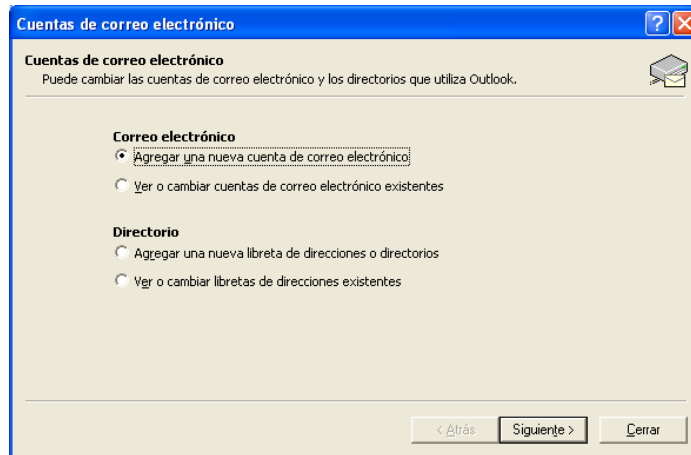 Cuentas de correo electrónico
Cuentas de correo electrónico
Puede cambiar las cuentas de correo electrónico y los directorios que utiliza Outlook.
Correo electrónico
Agregar una nueva cuenta de correo electrónico
Ver o cambiar cuentas de correo electrónico existentes
Directorio
Agregar una nueva libreta de direcciones o directorios
Ver o cambiar libretas de direcciones existentes
< Atrás Siguiente > Cerrar